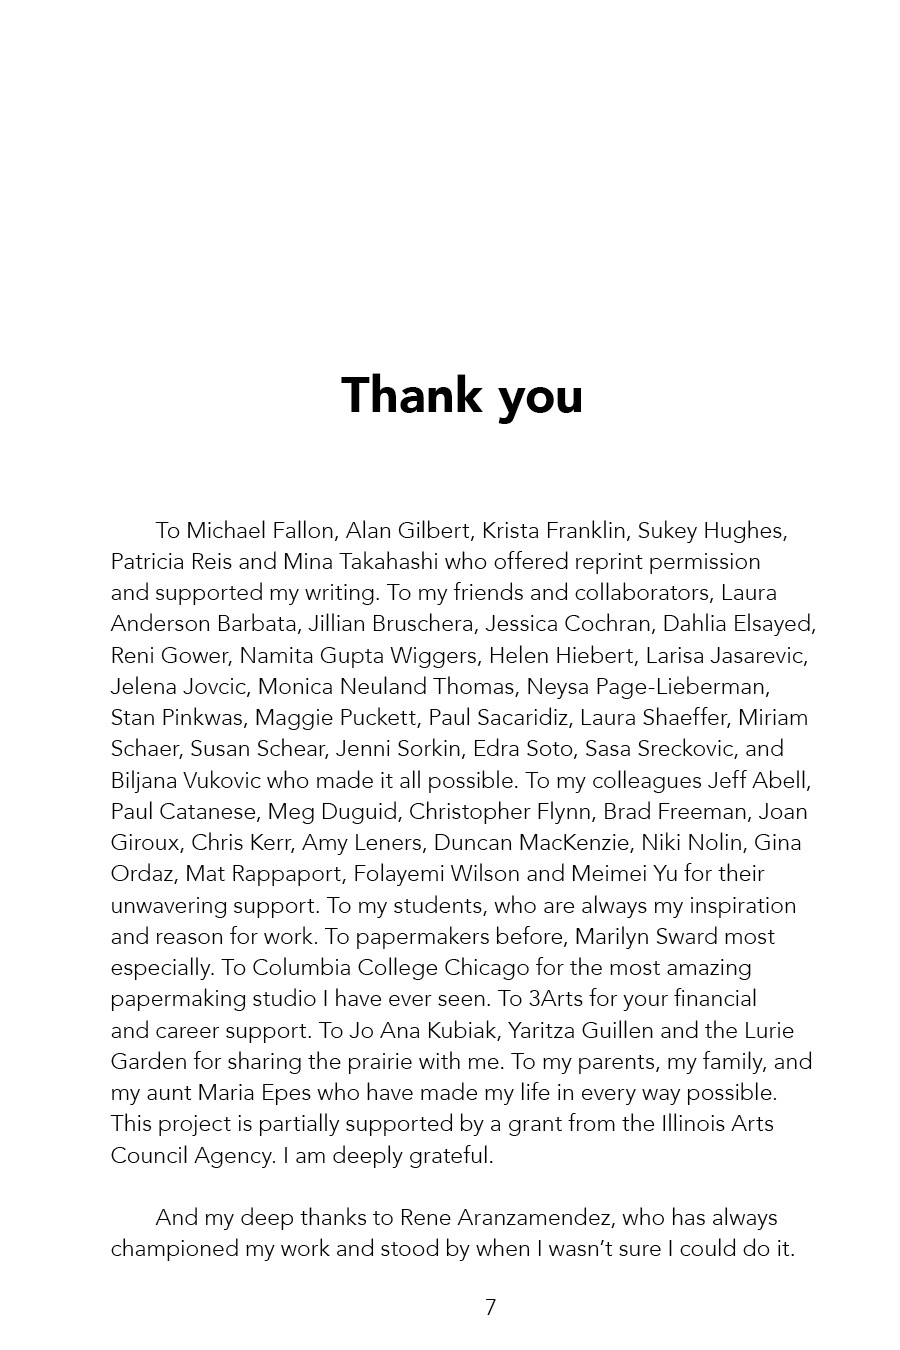 Thank you
To Michael Fallon, Alan Gilbert, Krista Franklin, Sukey Hughes,
Patricia Reis and Mina Takahashi who offered reprint permission
and supported my writing. To my friends and collaborators, Laura
Anderson Barbata, Jillian Bruschera, Jessica Cochran, Dahlia Elsayed,
Reni Gower, Namita Gupta Wiggers, Helen Hiebert, Larisa Jasarevic,
Jelena Jovcic, Monica Neuland Thomas, Neysa Page-Lieberman,
Stan Pinkwas, Maggie Puckett, Paul Sacaridiz, Laura Shaeffer, Miriam
Schaer, Susan Schear, Jenni Sorkin, Edra Soto, Sasa Sreckovic, and
Biljana Vukovic who made it all possible. To my colleagues Jeff Abell,
Paul Catanese, Meg Duguid, Christopher Flynn, Brad Freeman, Joan
Giroux, Chris Kerr, Amy Leners, Duncan MacKenzie, Niki Nolin, Gina
Ordaz, Mat Rappaport, Folayemi Wilson and Meimei Yu for their
unwavering support. To my students, who are always my inspiration
and reason for work. To papermakers before, Marilyn Sward most
especially. To Columbia College Chicago for the most amazing
papermaking studio I have ever seen. To 3Arts for your financial
and career support. To Jo Ana Kubiak, Yaritza Guillen and the Lurie
Garden for sharing the prairie with me. To my parents, my family, and
my aunt Maria Epes who have made my life in every way possible.
This project is partially supported by a grant from the Illinois Arts
Council Agency. I am deeply grateful.
And my deep thanks to Rene Aranzamendez, who has always
championed my work and stood by when I wasn’t sure I could do it.
7